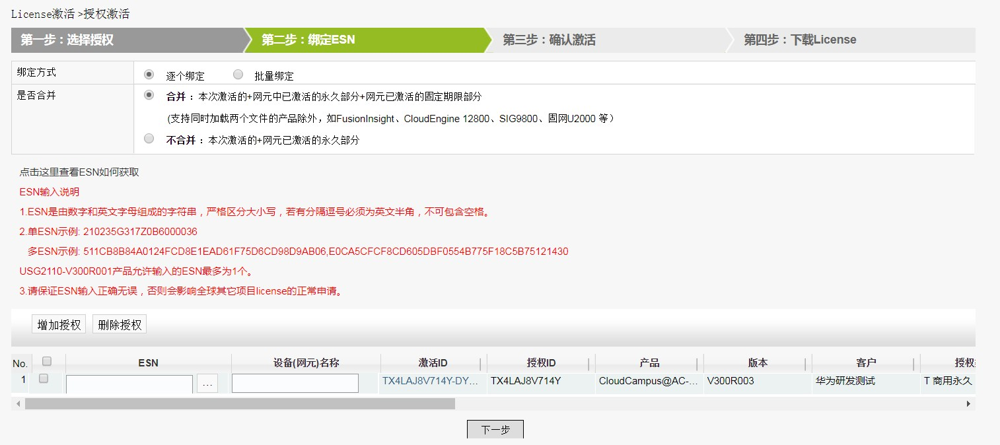 License激活 >授权激活
第一步：选择授权 第二步：绑定ESN 第三步：确认激活 第四步：下载License
绑定方式 逐个绑定 批量绑定
是否合并 合并 ：本次激活的+网元中已激活的永久部分+网元已激活的固定期限部分
(支持同时加载两个文件的产品除外，如FusionInsight、CloudEngine 12800、SIG9800、固网U2000 等）
不合并 ：本次激活的+网元已激活的永久部分
点击这里查看ESN如何获取
ESN输入说明
1.ESN是由数字和英文字母组成的字符串，严格区分大小写，若有分隔逗号必须为英文半角，不可包含空格。
2.单ESN示例: 210235G317Z0B6000036
多ESN示例: 511CB8B84A0124FCD8E1EAD61F75D6CD98D9AB06,E0CA5CFCF8CD605DBF0554B775F18C5B75121430
USG2110-V300R001产品允许输入的ESN最多为1个。
3.请保证ESN输入正确无误，否则会影响全球其它项目license的正常申请。
增加授权 删除授权
No. ESN 设备(网元)名称 激活ID 授权ID 产品 版本 客户 授权
1 ... TX4LAJ8V714Y-DY... TX4LAJ8V714Y CloudCampus@AC-... V300R003 华为研发测试 T 商用永久
下一步